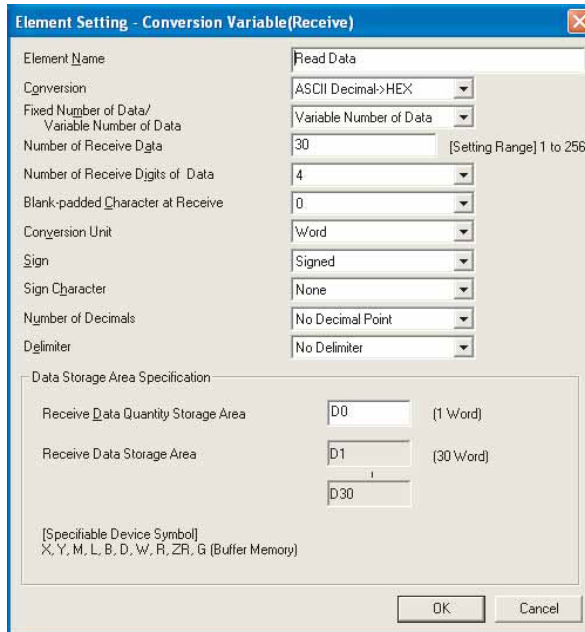 Element Setting - Conversion Variable(Receive)
Element Name Read Data
Conversion ASCII Decimal->HEX
Fixed Number of Data/
Variable Number of Data Variable Number of Data
Number of Receive Data 30 [Setting Range] 1 to 256
Number of Receive Digits of Data 4
Blank-padded Character at Receive 0
Conversion Unit Word
Sign Signed
Sign Character None
Number of Decimals No Decimal Point
Delimiter No Delimiter
Data Storage Area Specification
Receive Data Quantity Storage Area D0 (1 Word)
Receive Data Storage Area D1 (30 Word)
D30
[Specifiable Device Symbol]
X, Y, M, L, B, D, W, R, ZR, G (Buffer Memory)
OK Cancel